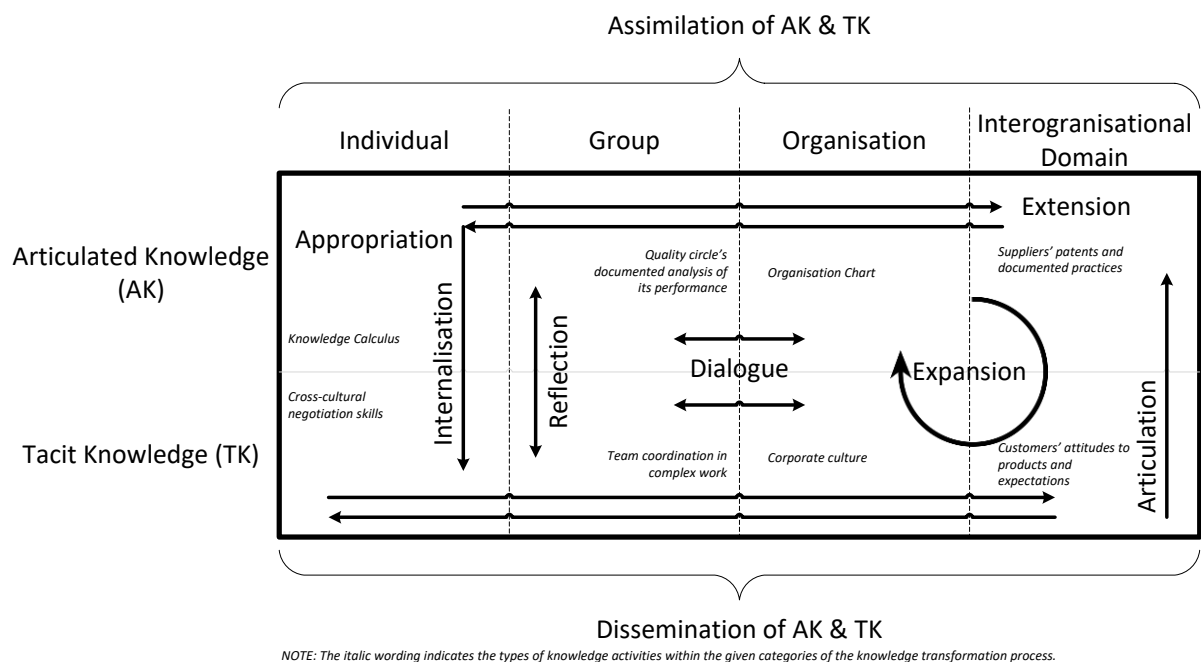 Assimilation of AK & TK
Individual
Group
Organisation
Interogranisational
Domain
Articulated Knowledge
(AK)
Tacit Knowledge (TK)
Appropriation
Extension
Quality circle’s
documented analysis of
its performance
Organisation Chart
Suppliers’ patents and
documented practices
Knowledge Calculus
Cross-cultural
negotiation skills
Internalisation
Reflection
Dialogue
Expansion
Articulation
Team coordination in
complex work
Corporate culture
Customers’ attitudes to
products and
expectations
Dissemination of AK & TK
NOTE: The italic wording indicates the types of knowledge activities within the given categories of the knowledge transformation process.